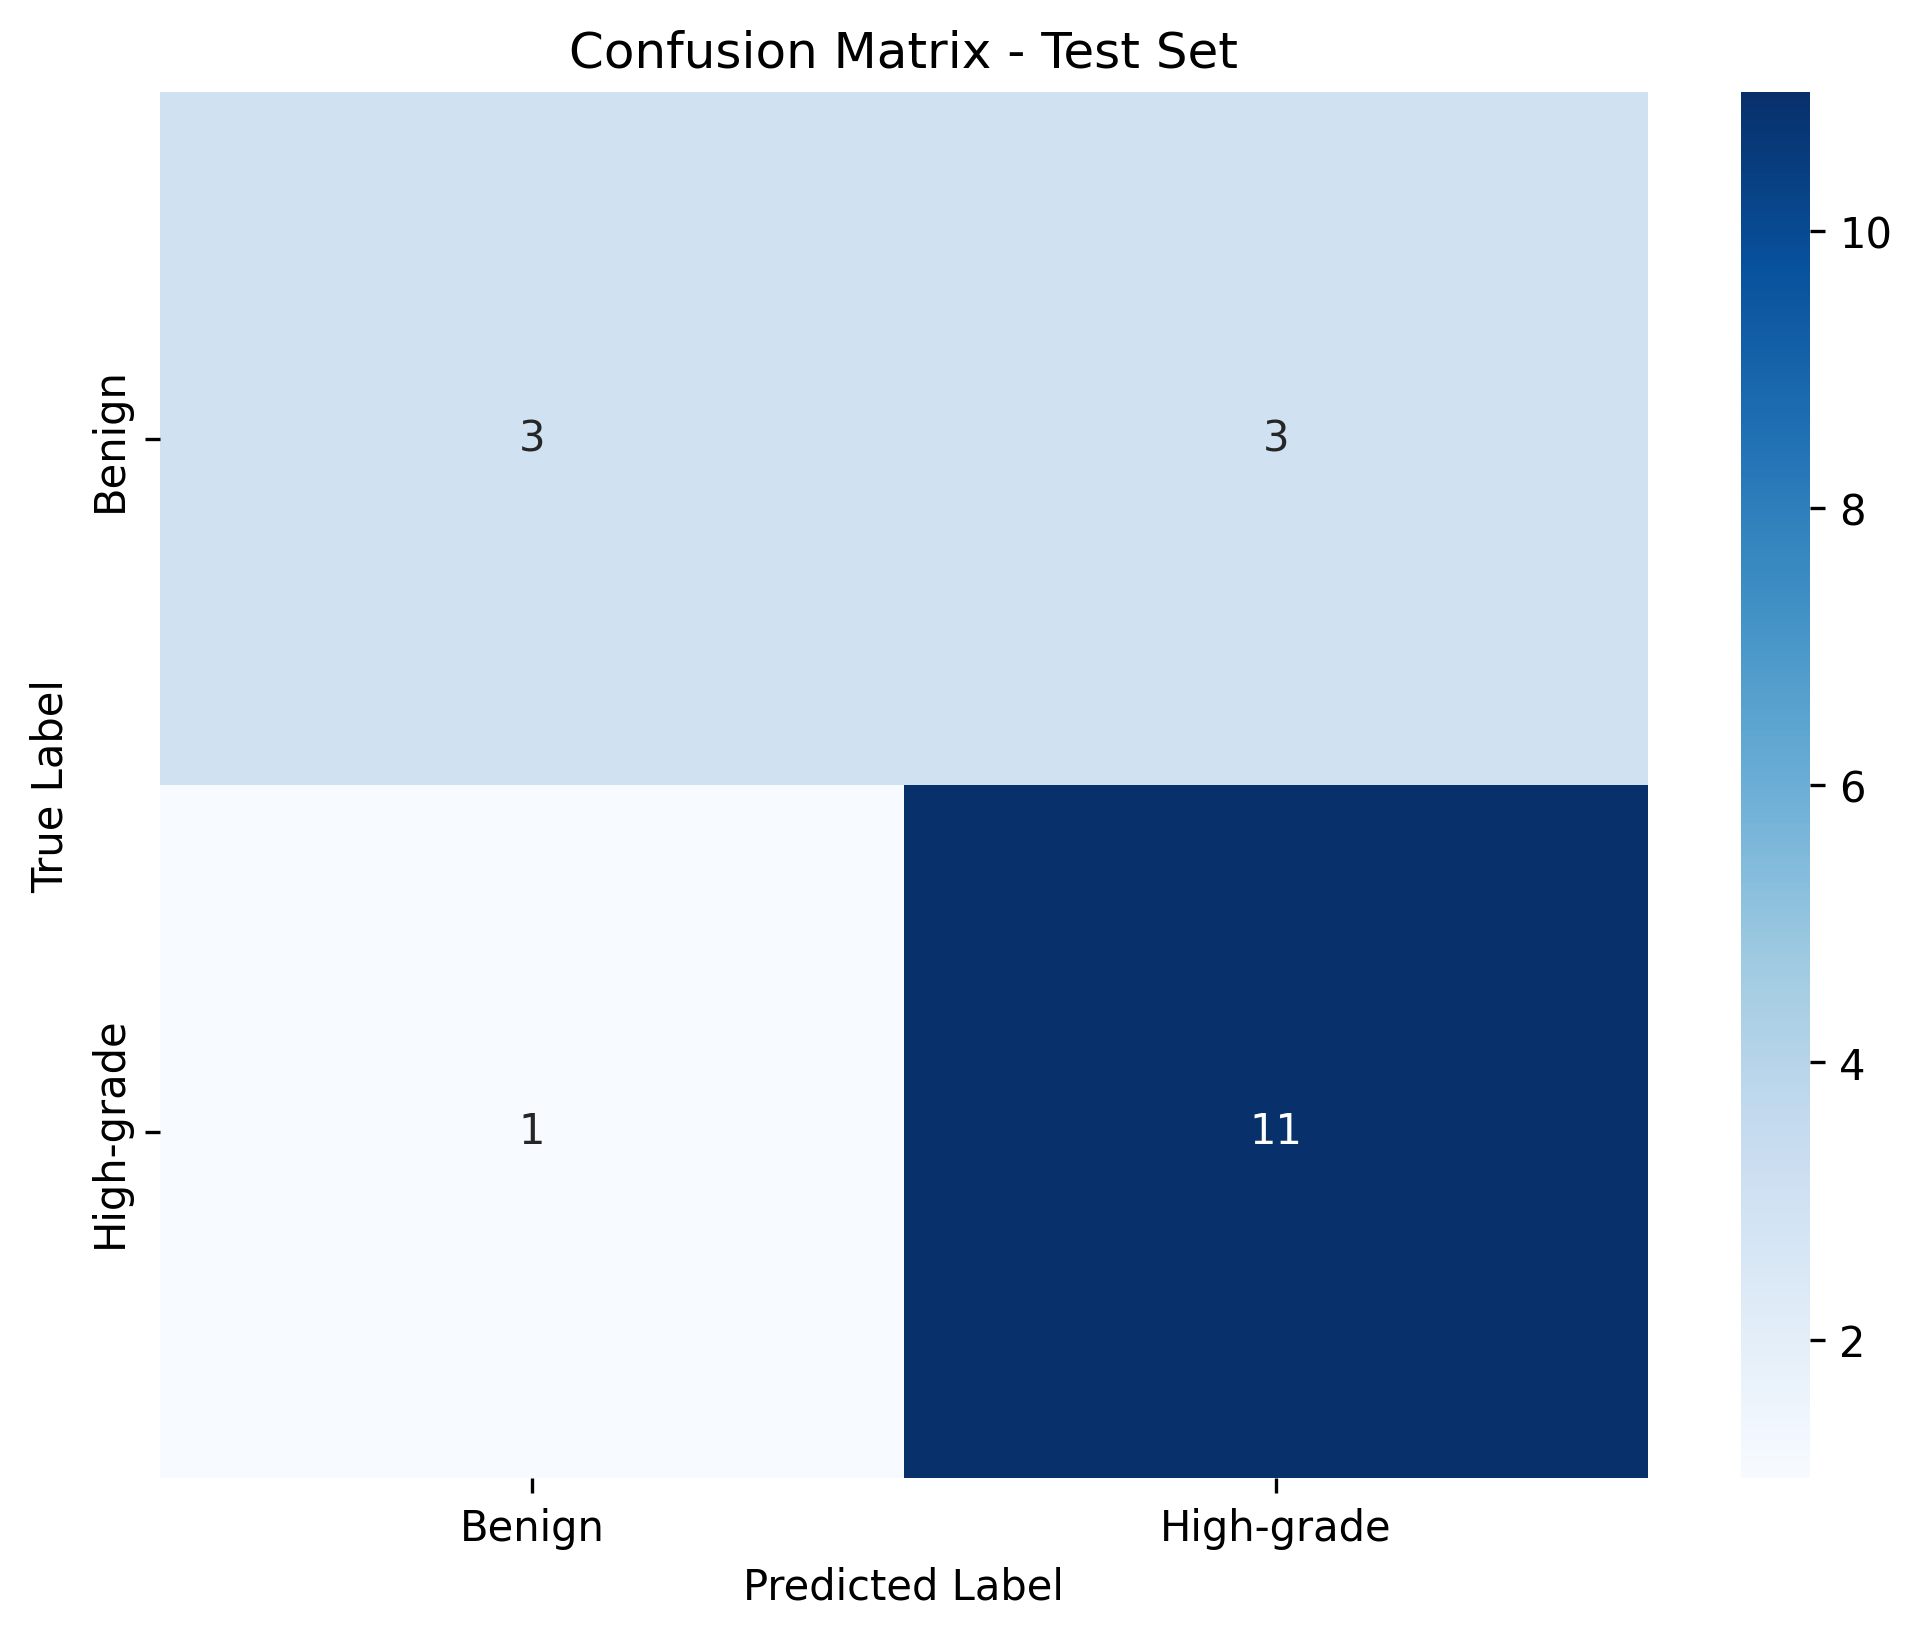 Confusion Matrix - Test Set
True Label
Benign
High-grade
3 3
1 11
Benign High-grade
Predicted Label
10
8
6
4
2